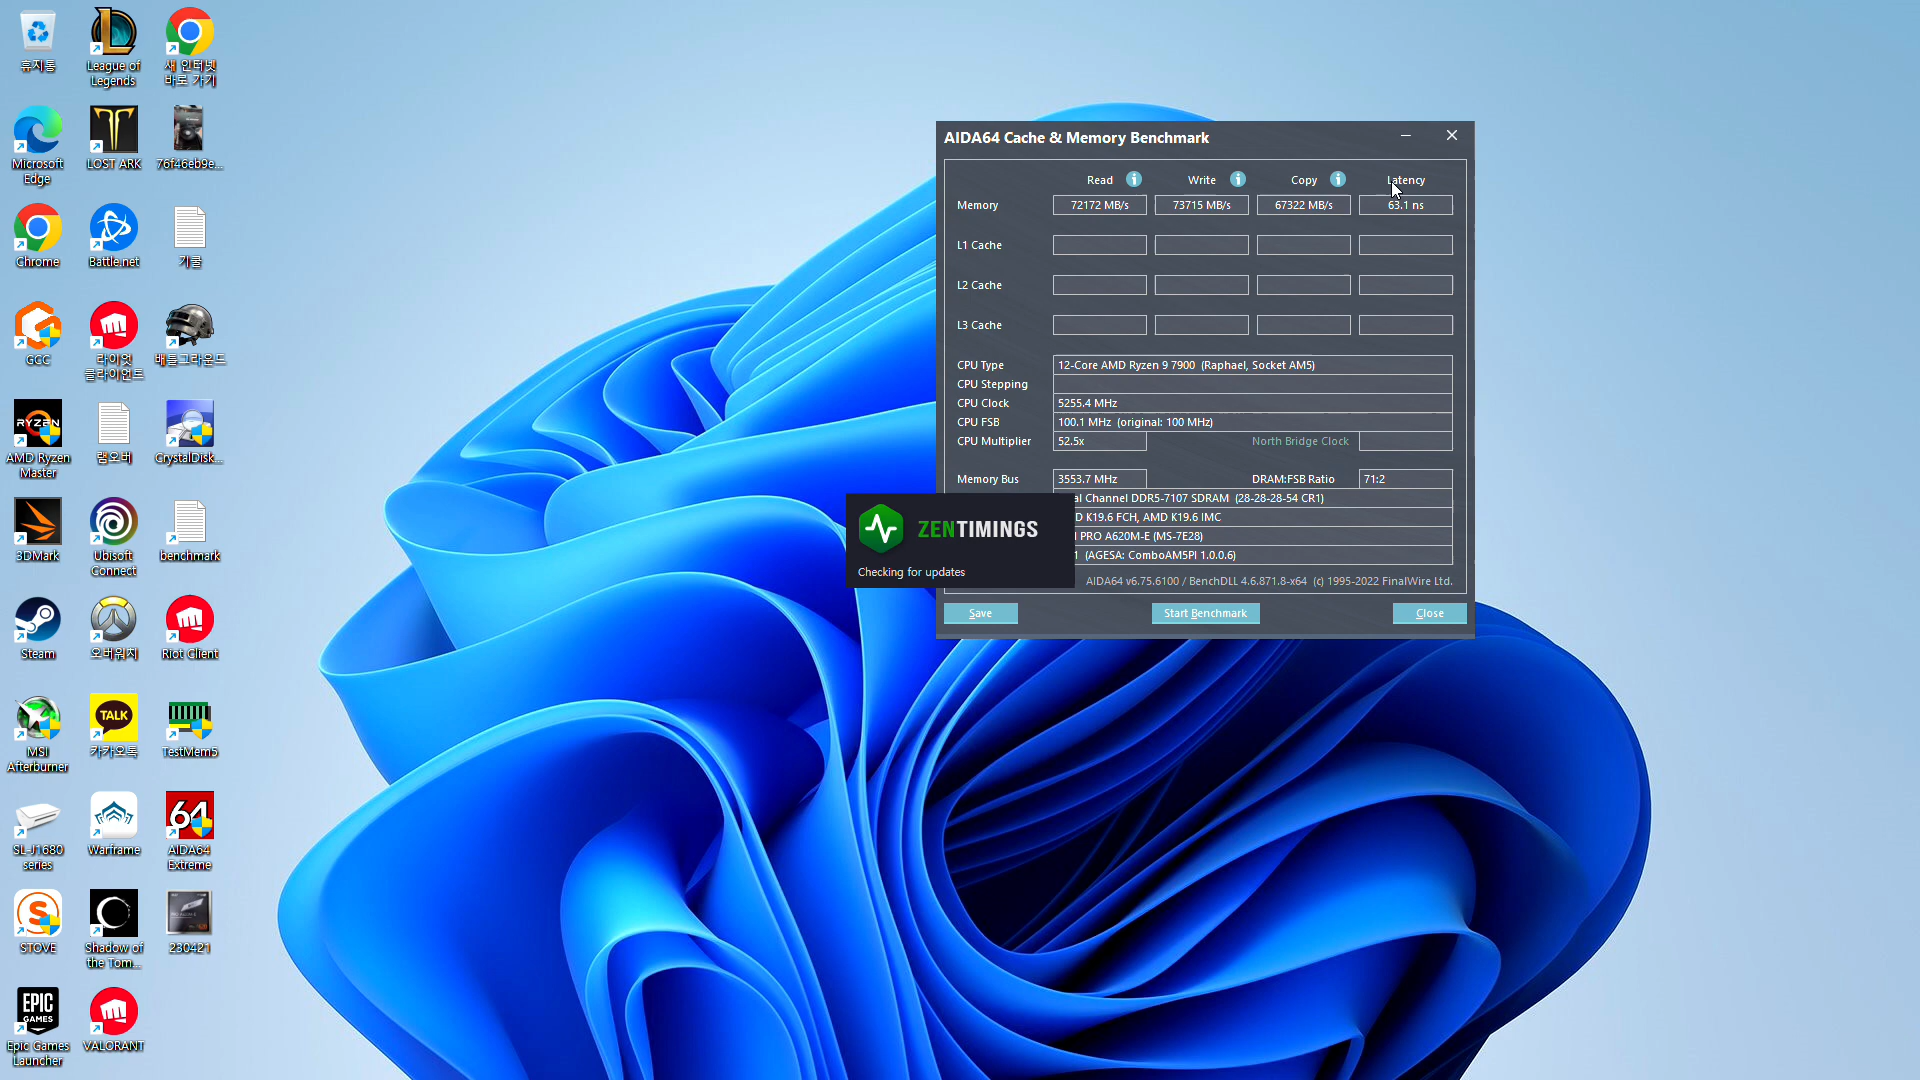 휴지통
League of
Legends
새 인터넷
바로 가기
Microsoft
Edge
LOST ARK
76f46eb9e...
Chrome
Battle.net
기쿨
GCC
라이엇
클라이언트
배틀그라운드
RYZEN
AMD Ryzen
Master
램오버
CrystalDisk...
3DMark
Ubisoft
Connect
benchmark
Steam
오버워치
Riot Client
MSI
Afterburner
TALK
카카오톡
TestMem5
SL-J1680
series
Warframe
64
AIDA64
Extreme
STOVE
Shadow of
the Tom...
230421
EPIC
GAMES
Epic Games
Launcher
VALORANT
AIDA64 Cache & Memory Benchmark
Read Write Copy Latency
Memory 72172 MB/s 73715 MB/s 67322 MB/s 63.1 ns
L1 Cache
L2 Cache
L3 Cache
CPU Type 12-Core AMD Ryzen 9 7900 (Raphael, Socket AM5)
CPU Stepping
CPU Clock 5255.4 MHz
CPU FSB 100.1 MHz (original: 100 MHz)
CPU Multiplier 52.5x North Bridge Clock
Memory Bus 3553.7 MHz DRAM:FSB Ratio 71:2
Channel DDR5-7107 SDRAM (28-28-28-54 CR1)
K19.6 FCH, AMD K19.6 IMC
PRO A620M-E (MS-7E28)
(AGESA: ComboAM5PI 1.0.0.6)
AIDA64 v6.75.6100 / BenchDLL 4.6.871.8-x64 (c) 1995-2022 FinalWire Ltd.
Save Start Benchmark Close
ZENTIMINGS
Checking for updates